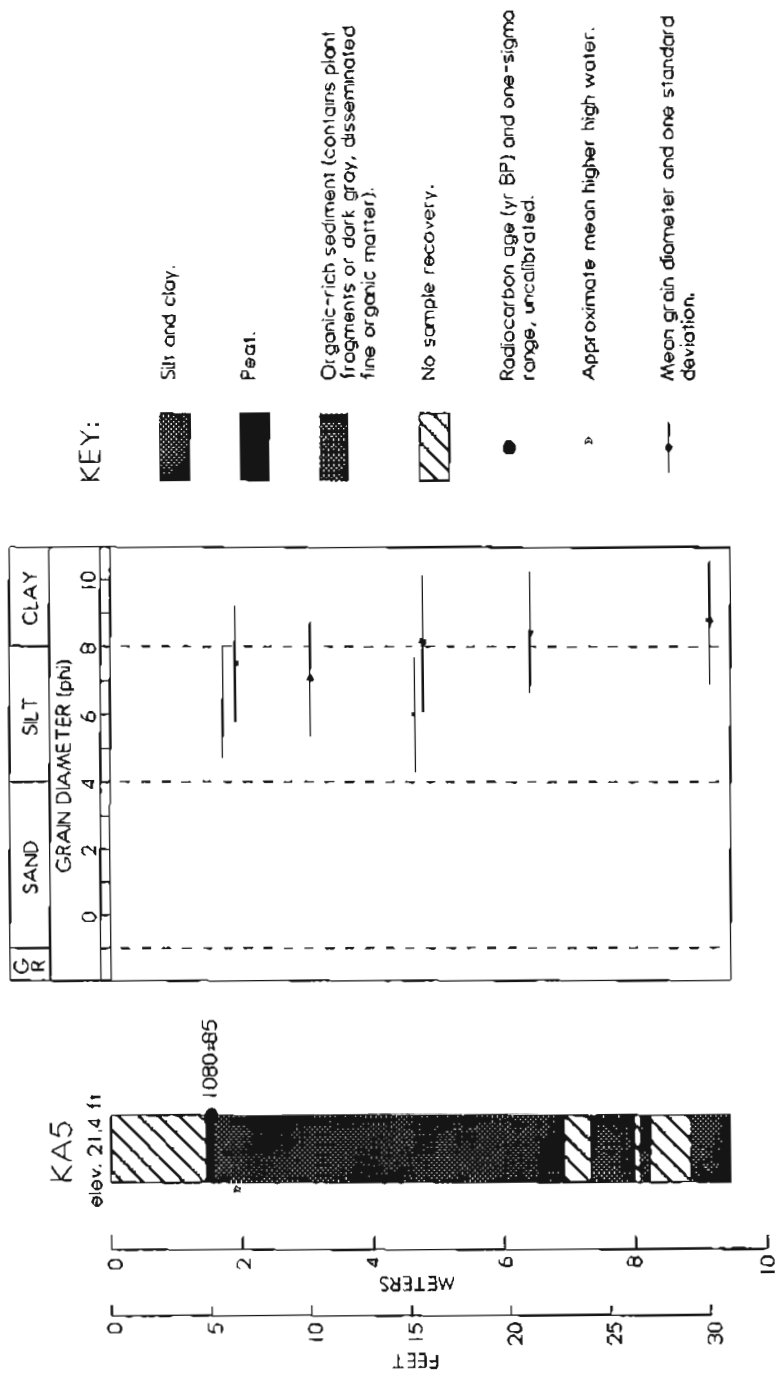 KA5
elev. 21.4 ft
1080±85
0
2
4
6
8
10
METERS
0
5
10
15
20
25
30
FEET
GR
SAND
SILT
CLAY
GRAIN DIAMETER (phi)
0
2
4
6
8
10
KEY:
Silt and clay.
Peat.
Organic-rich sediment (contains plant
fragments or dark gray, disseminated
fine organic matter).
No sample recovery.
Radiocarbon age (yr BP) and one-sigma
range, uncalibrated.
Approximate mean higher high water.
Mean grain diameter and one standard
deviation.